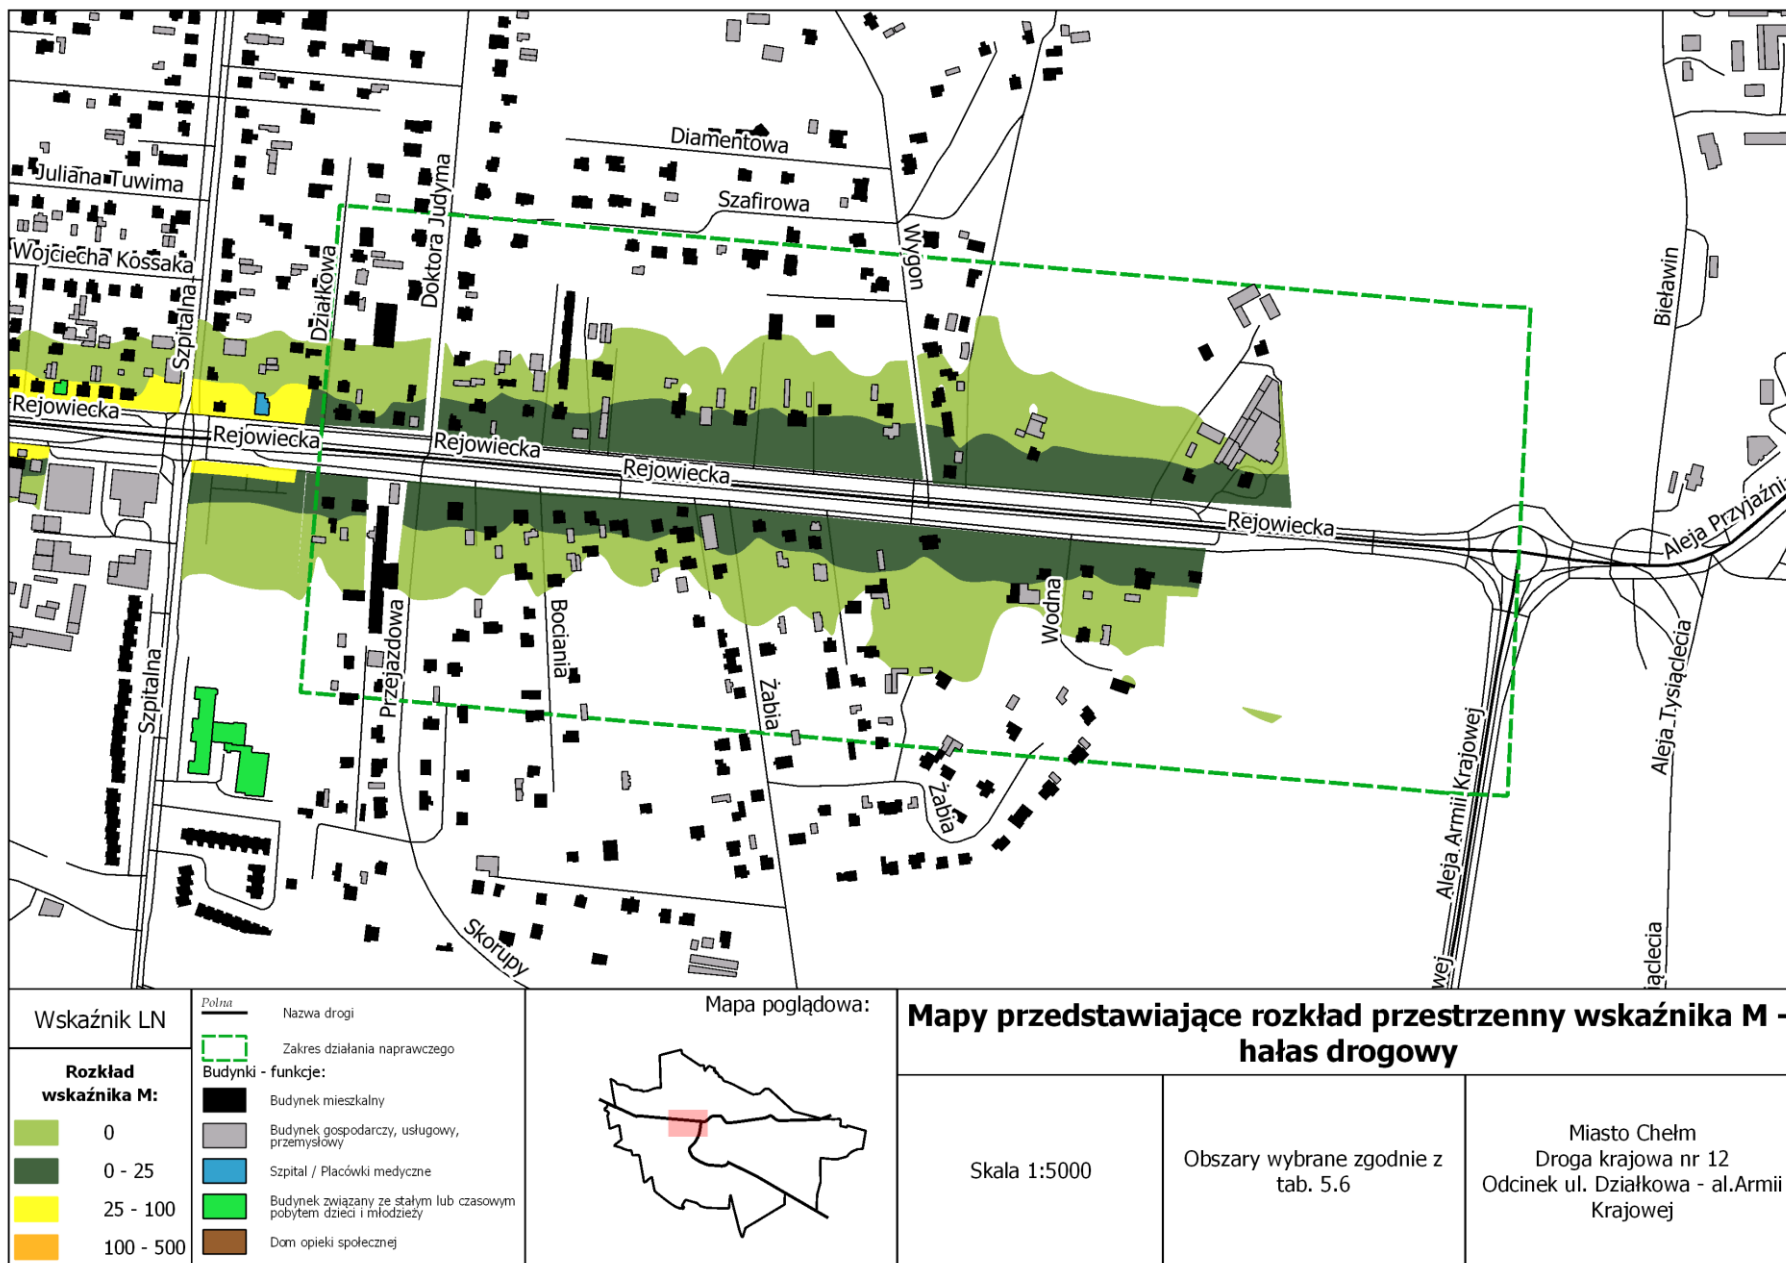 Diamentowa
Juliana Tuwima
Doktora Judyma
Szafirowa
Wojciecha Kossaka
Działkowa
Wygon
Bieławin
Szpitalna
Rejowiecka
Rejowiecka
Rejowiecka
Rejowiecka
Rejowiecka
Aleja Przyjaźni
Przejazdowa
Bociania
Wodna
Szpitalna
Żabia
Aleja Tysiąclecia
Aleja Armii Krajowej
Żabia
Skorupy
wej
iąclecia
Wskaźnik LN
Rozkład
wskaźnika M:
0
0 - 25
25 - 100
100 - 500
Polna
Nazwa drogi
Zakres działania naprawczego
Budynki - funkcje:
Budynek mieszkalny
Budynek gospodarczy, usługowy,
przemysłowy
Szpital / Placówki medyczne
Budynek związany ze stałym lub czasowym
pobytem dzieci i młodzieży
Dom opieki społecznej
Mapa poglądowa:
Mapy przedstawiające rozkład przestrzenny wskaźnika M -
hałas drogowy
Skala 1:5000
Obszary wybrane zgodnie z
tab. 5.6
Miasto Chełm
Droga krajowa nr 12
Odcinek ul. Działkowa - al.Armii
Krajowej